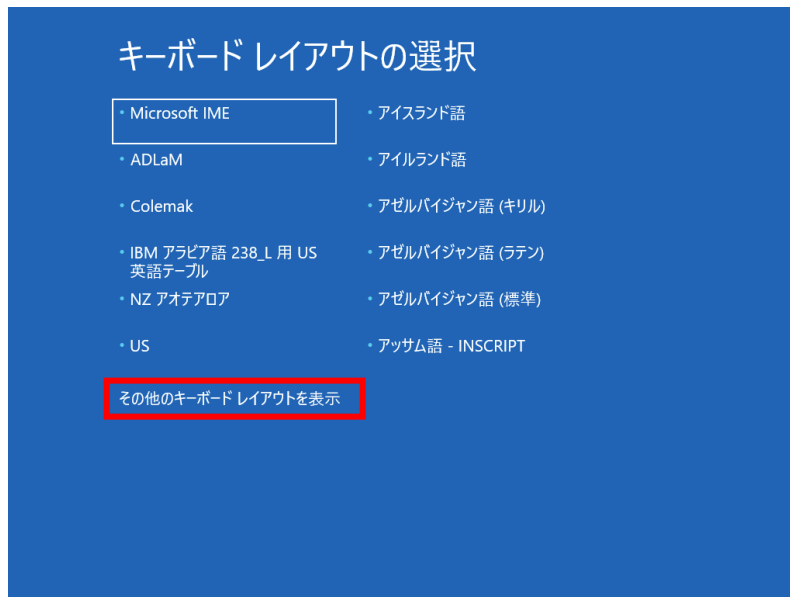 キーボード レイアウトの選択
Microsoft IME
ADLaM
Colemak
IBM アラビア語 238_L 用 US
英語テーブル
NZ アオテアロア
US
アイスランド語
アイルランド語
アゼルバイジャン語 (キリル)
アゼルバイジャン語 (ラテン)
アゼルバイジャン語 (標準)
アッサム語 - INSCRIPT
その他のキーボード レイアウトを表示